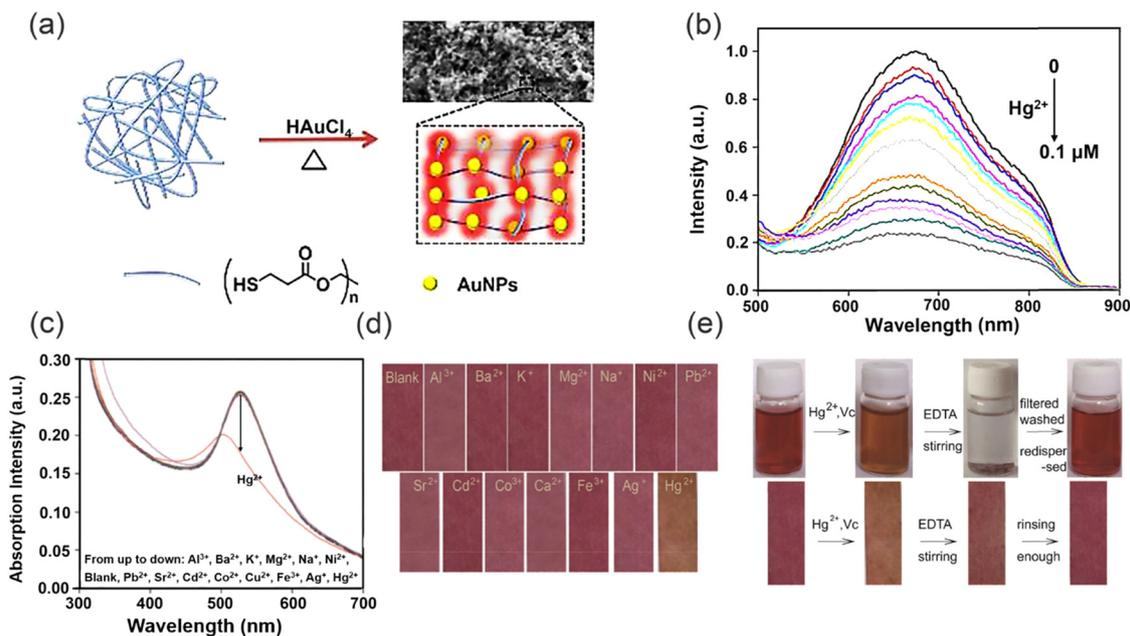 (a)
HAuCl₄
△
HS
O
O
n
AuNPs
(b)
Intensity (a.u.)
1.0
0.8
0.6
0.4
0.2
0.0
0
Hg²⁺
0.1 μM
500
600
700
800
900
Wavelength (nm)
(c)
Absorption Intensity (a.u.)
0.30
0.25
0.20
0.15
0.10
0.05
0.00
Hg²⁺
From up to down: Al³⁺, Ba²⁺, K⁺, Mg²⁺, Na⁺, Ni²⁺,
Blank, Pb²⁺, Sr²⁺, Cd²⁺, Co²⁺, Cu²⁺, Fe³⁺, Ag⁺, Hg²⁺
300
400
500
600
700
Wavelength (nm)
(d)
Blank Al³⁺ Ba²⁺ K⁺ Mg²⁺ Na⁺ Ni²⁺ Pb²⁺
Sr²⁺ Cd²⁺ Co³⁺ Ca²⁺ Fe³⁺ Ag⁺ Hg²⁺
(e)
Hg²⁺,Vc
EDTA
stirring
filtered
washed
redisper
-sed
Hg²⁺,Vc
EDTA
stirring
rinsing
enough